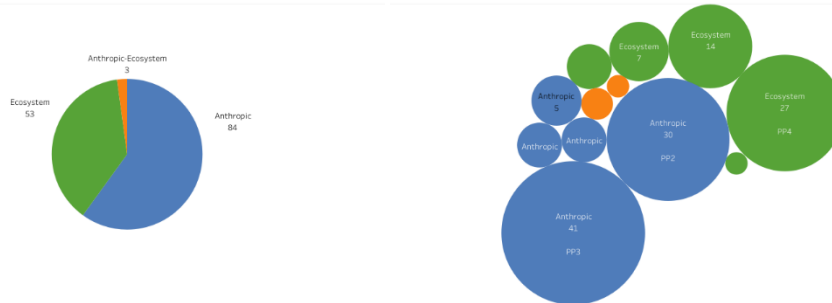 Anthropic-Ecosystem
3
Ecosystem
53
Anthropic
84
Ecosystem
14
Ecosystem
7
Anthropic
5
Ecosystem
27
PP4
Anthropic
30
PP2
Anthropic
Anthropic
Anthropic
41
PP3